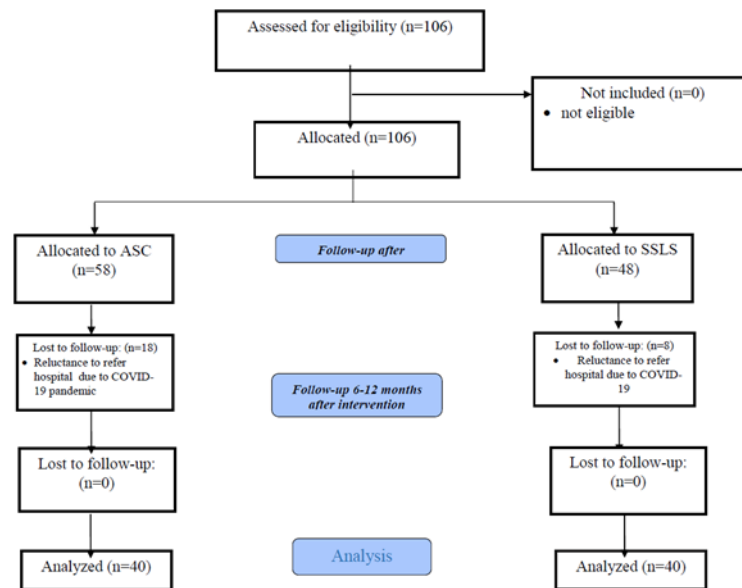 Assessed for eligibility (n=106)
Not included (n=0)
• not eligible
Allocated (n=106)
Allocated to ASC
(n=58)
Follow-up after
Allocated to SSLS
(n=48)
Lost to follow-up: (n=18)
• Reluctance to refer
hospital due to COVID-
19 pandemic
Follow-up 6-12 months
after intervention
Lost to follow-up: (n=8)
• Reluctance to refer
hospital due to COVID-
19
Lost to follow-up:
(n=0)
Lost to follow-up:
(n=0)
Analyzed (n=40)
Analysis
Analyzed (n=40)